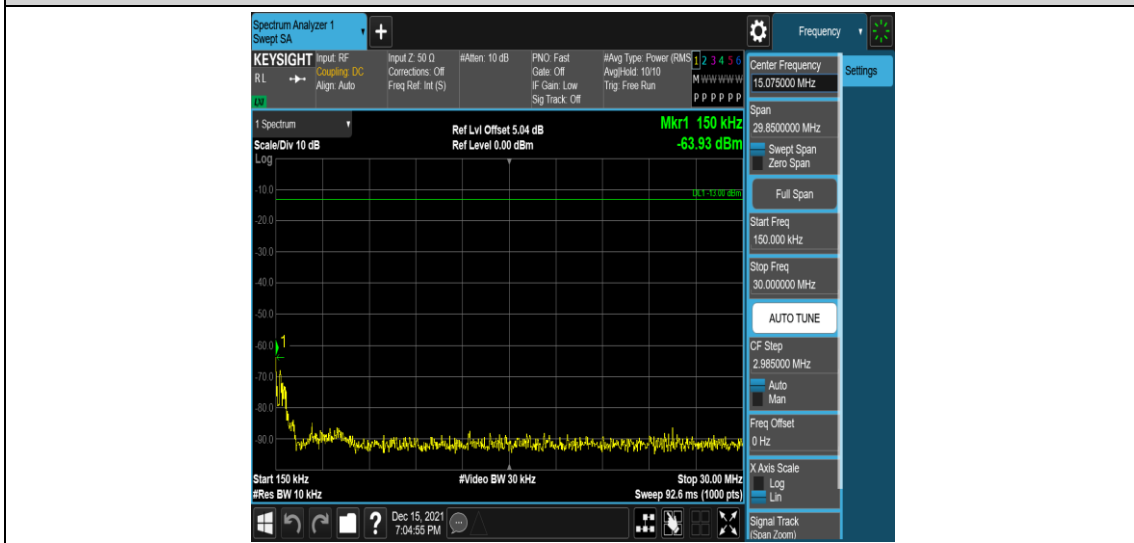 Spectrum Analyzer 1
Swept SA
+
Frequency
KEYSIGHT
RL
LXI
Input: RF
Coupling: DC
Align: Auto
Input Z: 50 Ω
Corrections: Off
Freq Ref: Int (S)
#Atten: 10 dB
PNO: Fast
Gate: Off
IF Gain: Low
Sig Track: Off
#Avg Type: Power (RMS
Avg|Hold: 10/10
Trig: Free Run
1 2 3 4 5 6
M W W W W W
P P P P P P
1 Spectrum
Scale/Div 10 dB
Ref Lvl Offset 5.04 dB
Ref Level 0.00 dBm
Mkr1 150 kHz
-63.93 dBm
Log
DL1 -13.00 dBm
-10.0
-20.0
-30.0
-40.0
-50.0
-60.0
1
-70.0
-80.0
-90.0
Start 150 kHz
#Video BW 30 kHz
Stop 30.00 MHz
#Res BW 10 kHz
Sweep 92.6 ms (1000 pts)
?
Dec 15, 2021
7:04:55 PM
Center Frequency
15.075000 MHz
Settings
Span
29.8500000 MHz
Swept Span
Zero Span
Full Span
Start Freq
150.000 kHz
Stop Freq
30.000000 MHz
AUTO TUNE
CF Step
2.985000 MHz
Auto
Man
Freq Offset
0 Hz
X Axis Scale
Log
Lin
Signal Track
(Span Zoom)